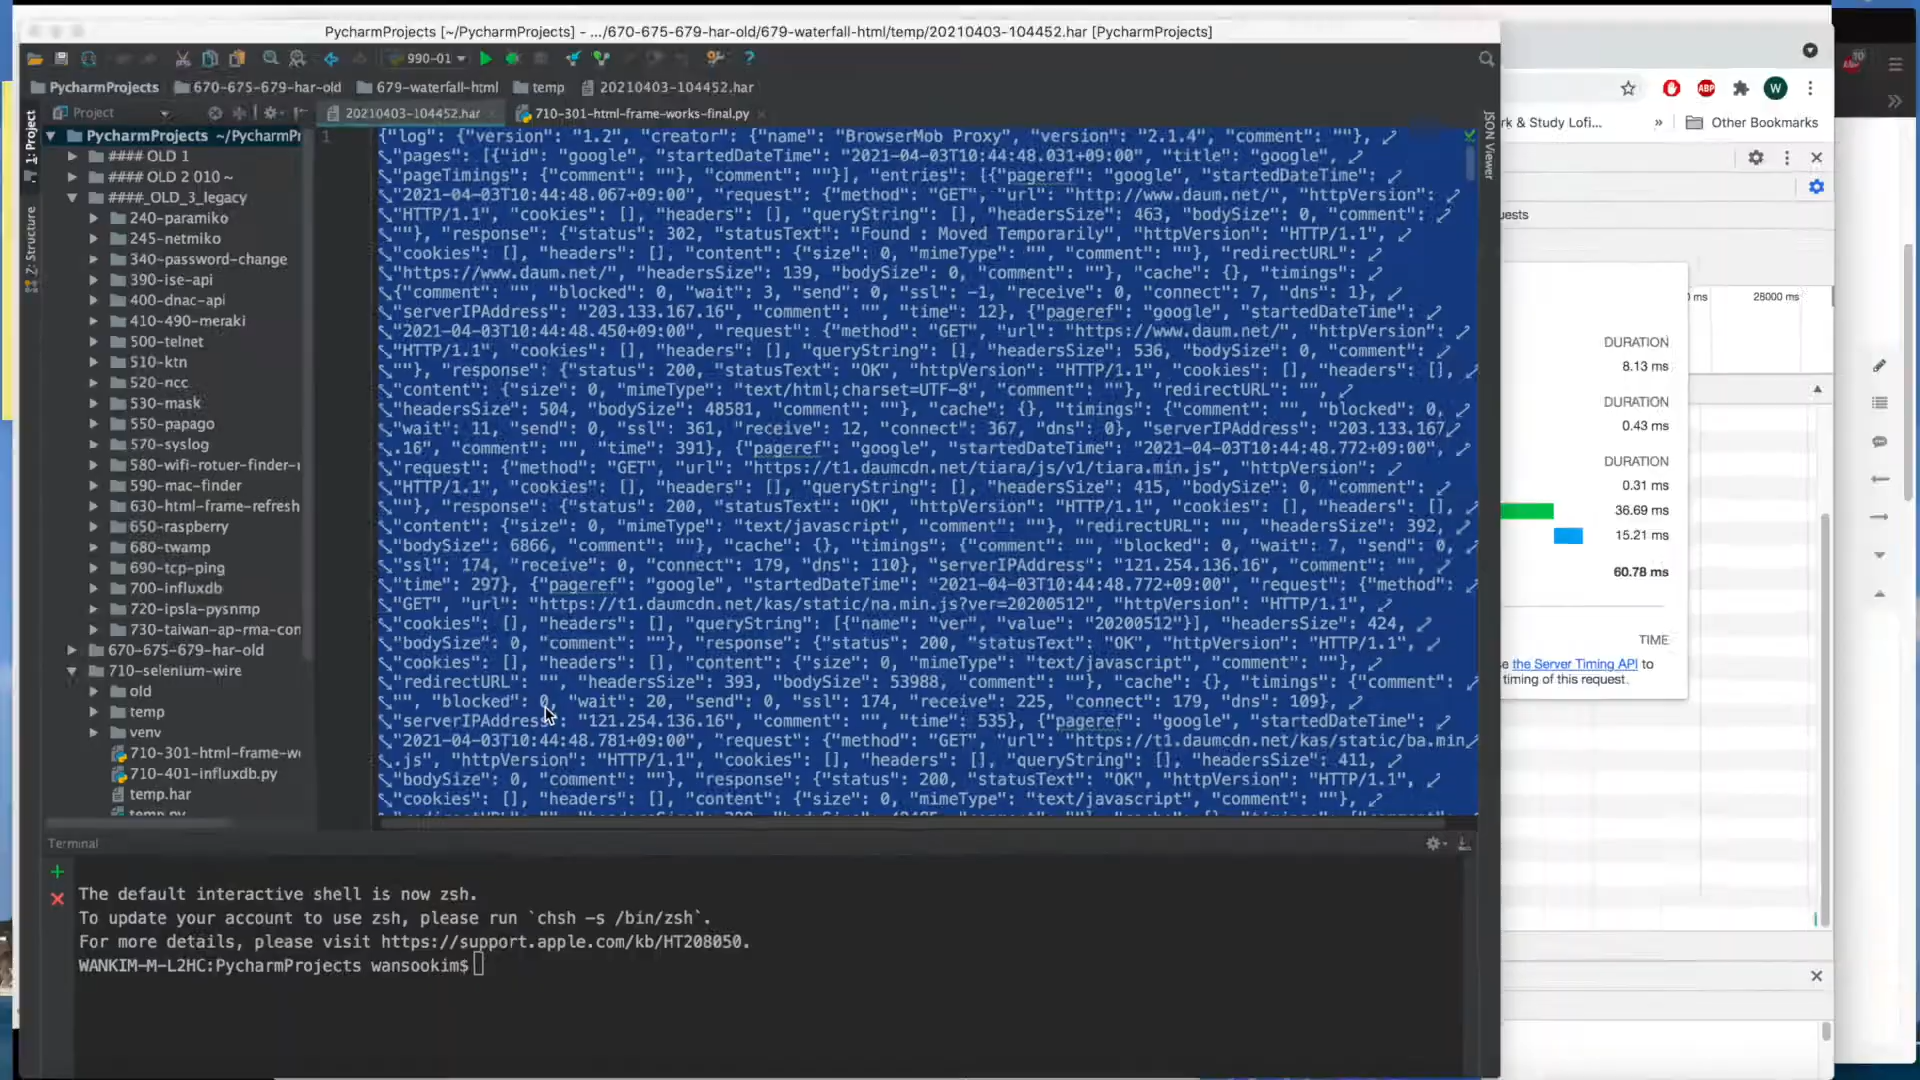 PycharmProjects [~/PycharmProjects] - .../670-675-679-har-old/679-waterfall-html/temp/20210403-104452.har [PycharmProjects]
990-01
PycharmProjects 670-675-679-har-old 679-waterfall-html temp 20210403-104452.har
Project
20210403-104452.har
710-301-html-frame-works-final.py
1: Project
Z: Structure
JSON Viewer
PycharmProjects ~/PycharmPr
#### OLD 1
#### OLD 2 010 ~
####_OLD_3_legacy
240-paramiko
245-netmiko
340-password-change
390-ise-api
400-dnac-api
410-490-meraki
500-telnet
510-ktn
520-ncc
530-mask
550-papago
570-syslog
580-wifi-rotuer-finder-
590-mac-finder
630-html-frame-refresh
650-raspberry
680-twamp
690-tcp-ping
700-influxdb
720-ipsla-pysnmp
730-taiwan-ap-rma-con
670-675-679-har-old
710-selenium-wire
old
temp
venv
710-301-html-frame-w
710-401-influxdb.py
temp.har
temp.py
1
{"log": {"version": "1.2", "creator": {"name": "BrowserMob Proxy", "version": "2.1.4", "comment": ""},
"pages": [{"id": "google", "startedDateTime": "2021-04-03T10:44:48.031+09:00", "title": "google",
"pageTimings": {"comment": ""}, "comment": ""}], "entries": [{"pageref": "google", "startedDateTime":
"2021-04-03T10:44:48.067+09:00", "request": {"method": "GET", "url": "http://www.daum.net/", "httpVersion":
"HTTP/1.1", "cookies": [], "headers": [], "queryString": [], "headersSize": 463, "bodySize": 0, "comment":
""}, "response": {"status": 302, "statusText": "Found : Moved Temporarily", "httpVersion": "HTTP/1.1",
"cookies": [], "headers": [], "content": {"size": 0, "mimeType": "", "comment": ""}, "redirectURL":
"https://www.daum.net/", "headersSize": 139, "bodySize": 0, "comment": ""}, "cache": {}, "timings":
{"comment": "", "blocked": 0, "wait": 3, "send": 0, "ssl": -1, "receive": 0, "connect": 7, "dns": 1},
"serverIPAddress": "203.133.167.16", "comment": "", "time": 12}, {"pageref": "google", "startedDateTime":
"2021-04-03T10:44:48.450+09:00", "request": {"method": "GET", "url": "https://www.daum.net/", "httpVersion":
"HTTP/1.1", "cookies": [], "headers": [], "queryString": [], "headersSize": 536, "bodySize": 0, "comment":
""}, "response": {"status": 200, "statusText": "OK", "httpVersion": "HTTP/1.1", "cookies": [], "headers": [],
"content": {"size": 0, "mimeType": "text/html;charset=UTF-8", "comment": ""}, "redirectURL": "",
"headersSize": 504, "bodySize": 48581, "comment": ""}, "cache": {}, "timings": {"comment": "", "blocked": 0,
"wait": 11, "send": 0, "ssl": 361, "receive": 12, "connect": 367, "dns": 0}, "serverIPAddress": "203.133.167
.16", "comment": "", "time": 391}, {"pageref": "google", "startedDateTime": "2021-04-03T10:44:48.772+09:00",
"request": {"method": "GET", "url": "https://t1.daumcdn.net/tiara/js/v1/tiara.min.js", "httpVersion":
"HTTP/1.1", "cookies": [], "headers": [], "queryString": [], "headersSize": 415, "bodySize": 0, "comment":
""}, "response": {"status": 200, "statusText": "OK", "httpVersion": "HTTP/1.1", "cookies": [], "headers": [],
"content": {"size": 0, "mimeType": "text/javascript", "comment": ""}, "redirectURL": "", "headersSize": 392,
"bodySize": 6866, "comment": ""}, "cache": {}, "timings": {"comment": "", "blocked": 0, "wait": 7, "send": 0,
"ssl": 174, "receive": 0, "connect": 179, "dns": 110}, "serverIPAddress": "121.254.136.16", "comment": "",
"time": 297}, {"pageref": "google", "startedDateTime": "2021-04-03T10:44:48.772+09:00", "request": {"method":
"GET", "url": "https://t1.daumcdn.net/kas/static/na.min.js?ver=20200512", "httpVersion": "HTTP/1.1",
"cookies": [], "headers": [], "queryString": [{"name": "ver", "value": "20200512"}], "headersSize": 424,
"bodySize": 0, "comment": ""}, "response": {"status": 200, "statusText": "OK", "httpVersion": "HTTP/1.1",
"cookies": [], "headers": [], "content": {"size": 0, "mimeType": "text/javascript", "comment": ""},
"redirectURL": "", "headersSize": 393, "bodySize": 53988, "comment": ""}, "cache": {}, "timings": {"comment":
"", "blocked": 0, "wait": 20, "send": 0, "ssl": 174, "receive": 225, "connect": 179, "dns": 109},
"serverIPAddress": "121.254.136.16", "comment": "", "time": 535}, {"pageref": "google", "startedDateTime":
"2021-04-03T10:44:48.781+09:00", "request": {"method": "GET", "url": "https://t1.daumcdn.net/kas/static/ba.min
.js", "httpVersion": "HTTP/1.1", "cookies": [], "headers": [], "queryString": [], "headersSize": 411,
"bodySize": 0, "comment": ""}, "response": {"status": 200, "statusText": "OK", "httpVersion": "HTTP/1.1",
"cookies": [], "headers": [], "content": {"size": 0, "mimeType": "text/javascript", "comment": ""},
Terminal
The default interactive shell is now zsh.
To update your account to use zsh, please run `chsh -s /bin/zsh`.
For more details, please visit https://support.apple.com/kb/HT208050.
WANKIM-M-L2HC:PycharmProjects wansookim$
ABP
W
10
rk & Study Lofi...
»
Other Bookmarks
uests
ms
28000 ms
DURATION
8.13 ms
DURATION
0.43 ms
DURATION
0.31 ms
36.69 ms
15.21 ms
60.78 ms
TIME
e the Server Timing API to
timing of this request.